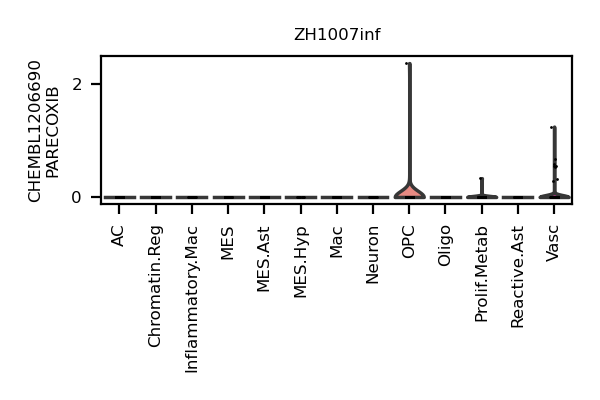 ZH1007inf
CHEMBL1206690
PARECOXIB
2
0
AC
Chromatin.Reg
Inflammatory.Mac
MES
MES.Ast
MES.Hyp
Mac
Neuron
OPC
Oligo
Prolif.Metab
Reactive.Ast
Vasc